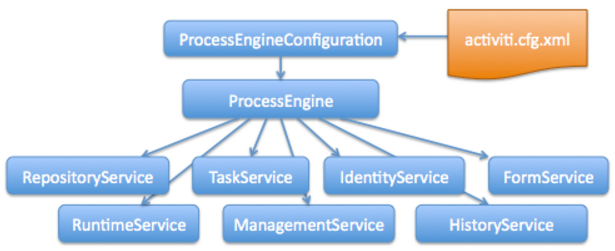 ProcessEngineConfiguration
activiti.cfg.xml
ProcessEngine
RepositoryService
TaskService
IdentityService
FormService
RuntimeService
ManagementService
HistoryService